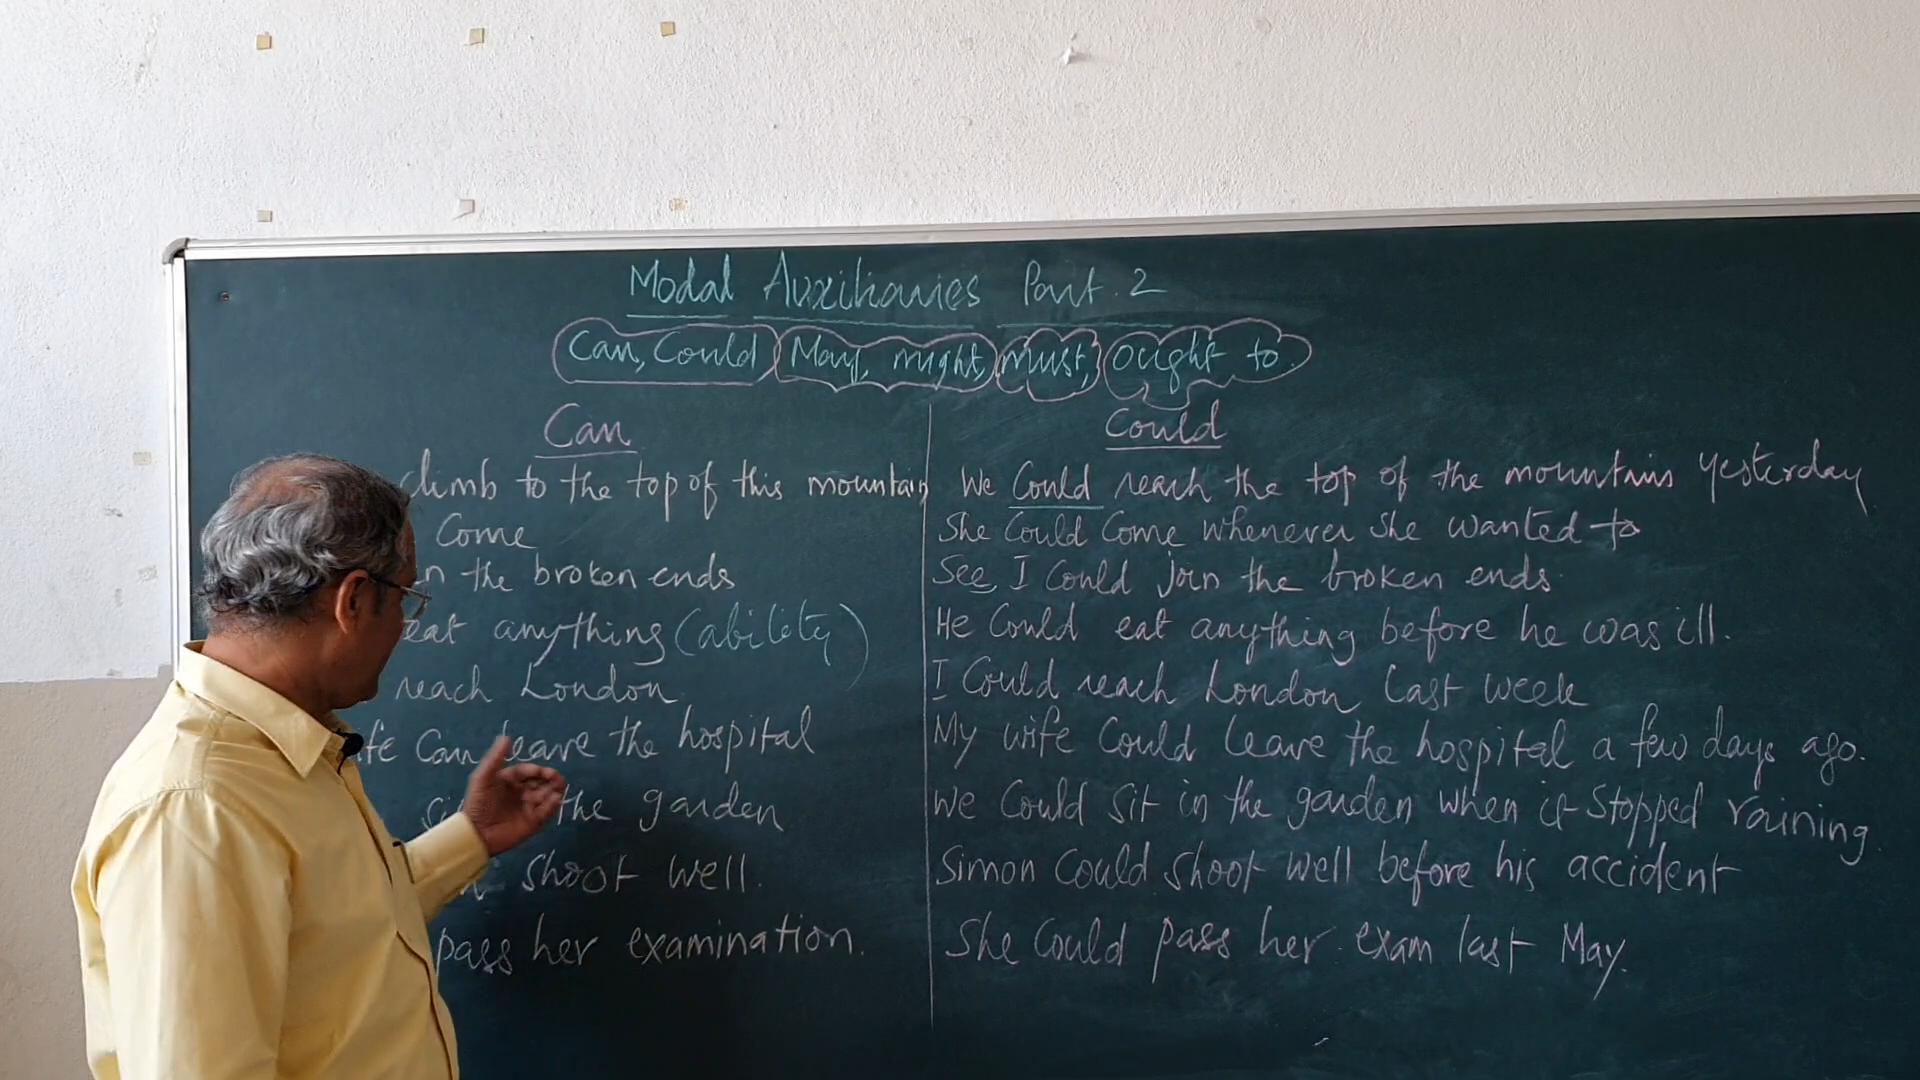 Modal Auxiliaries Part. 2
Can, Could May, might, must, ought to.
Can
climb to the top of this mountain
Come
n the broken ends
eat anything (ability)
reach London
ife Can leave the hospital
the garden
shoot well.
pass her examination.
Could
We Could reach the top of the mountains yesterday
She Could Come whenever she wanted to
See, I Could join the broken ends.
He Could eat anything before he was ill.
I Could reach London last week
My wife Could leave the hospital a few days ago.
We Could sit in the garden when it stopped raining.
Simon Could shoot well before his accident
She Could pass her exam last May.